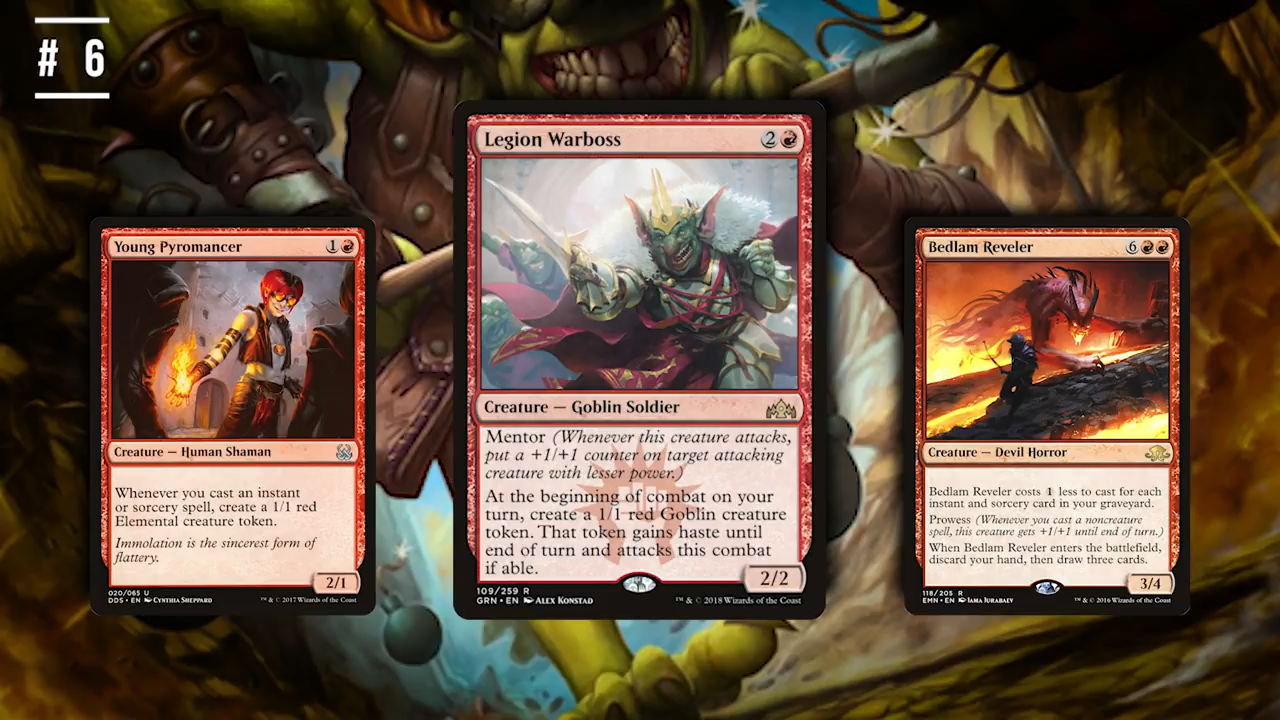 # 6
Young Pyromancer 1
Creature — Human Shaman
Whenever you cast an instant
or sorcery spell, create a 1/1 red
Elemental creature token.
Immolation is the sincerest form of
flattery.
2/1
020/065 U
DDS • EN Cynthia Sheppard ™ & © 2017 Wizards of the Coast
Legion Warboss 2
Creature — Goblin Soldier
Mentor (Whenever this creature attacks,
put a +1/+1 counter on target attacking
creature with lesser power.)
At the beginning of combat on your
turn, create a 1/1 red Goblin creature
token. That token gains haste until
end of turn and attacks this combat
if able.
2/2
109/259 R
GRN • EN Alex Konstad ™ & © 2018 Wizards of the Coast
Bedlam Reveler 6
Creature — Devil Horror
Bedlam Reveler costs 1 less to cast for each
instant and sorcery card in your graveyard.
Prowess (Whenever you cast a noncreature
spell, this creature gets +1/+1 until end of turn.)
When Bedlam Reveler enters the battlefield,
discard your hand, then draw three cards.
3/4
118/205 R
EMN • EN Iama Jurabaev ™ & © 2016 Wizards of the Coast